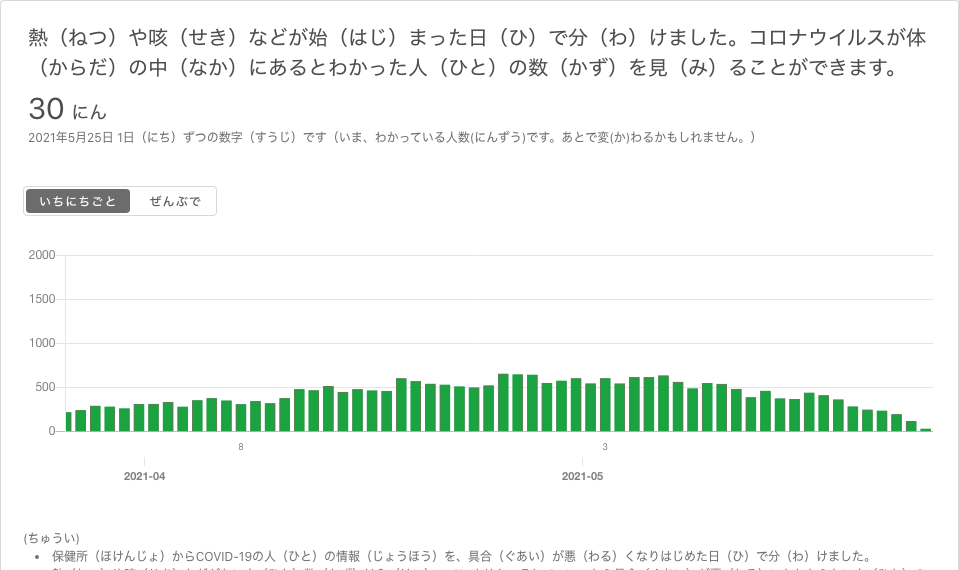 熱（ねつ）や咳（せき）などが始（はじ）まった日（ひ）で分（わ）けました。コロナウイルスが体
（からだ）の中（なか）にあるとわかった人（ひと）の数（かず）を見（み）ることができます。
30 にん
2021年5月25日 1日（にち）ずつの数字（すうじ）です（いま、わかっている人数(にんずう)です。あとで変(か)わるかもしれません。）
いちにちごと ぜんぶで
2000
1500
1000
500
0
8 3
2021-04 2021-05
(ちゅうい)
• 保健所（ほけんじょ）からCOVID-19の人（ひと）の情報（じょうほう）を、具合（ぐあい）が悪（わる）くなりはじめた日（ひ）で分（わ）けました。